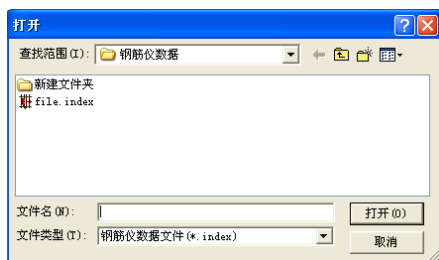 打开
查找范围(I): 钢筋仪数据
新建文件夹
file.index
文件名(N): 打开(O)
文件类型(T): 钢筋仪数据文件(*.index) 取消